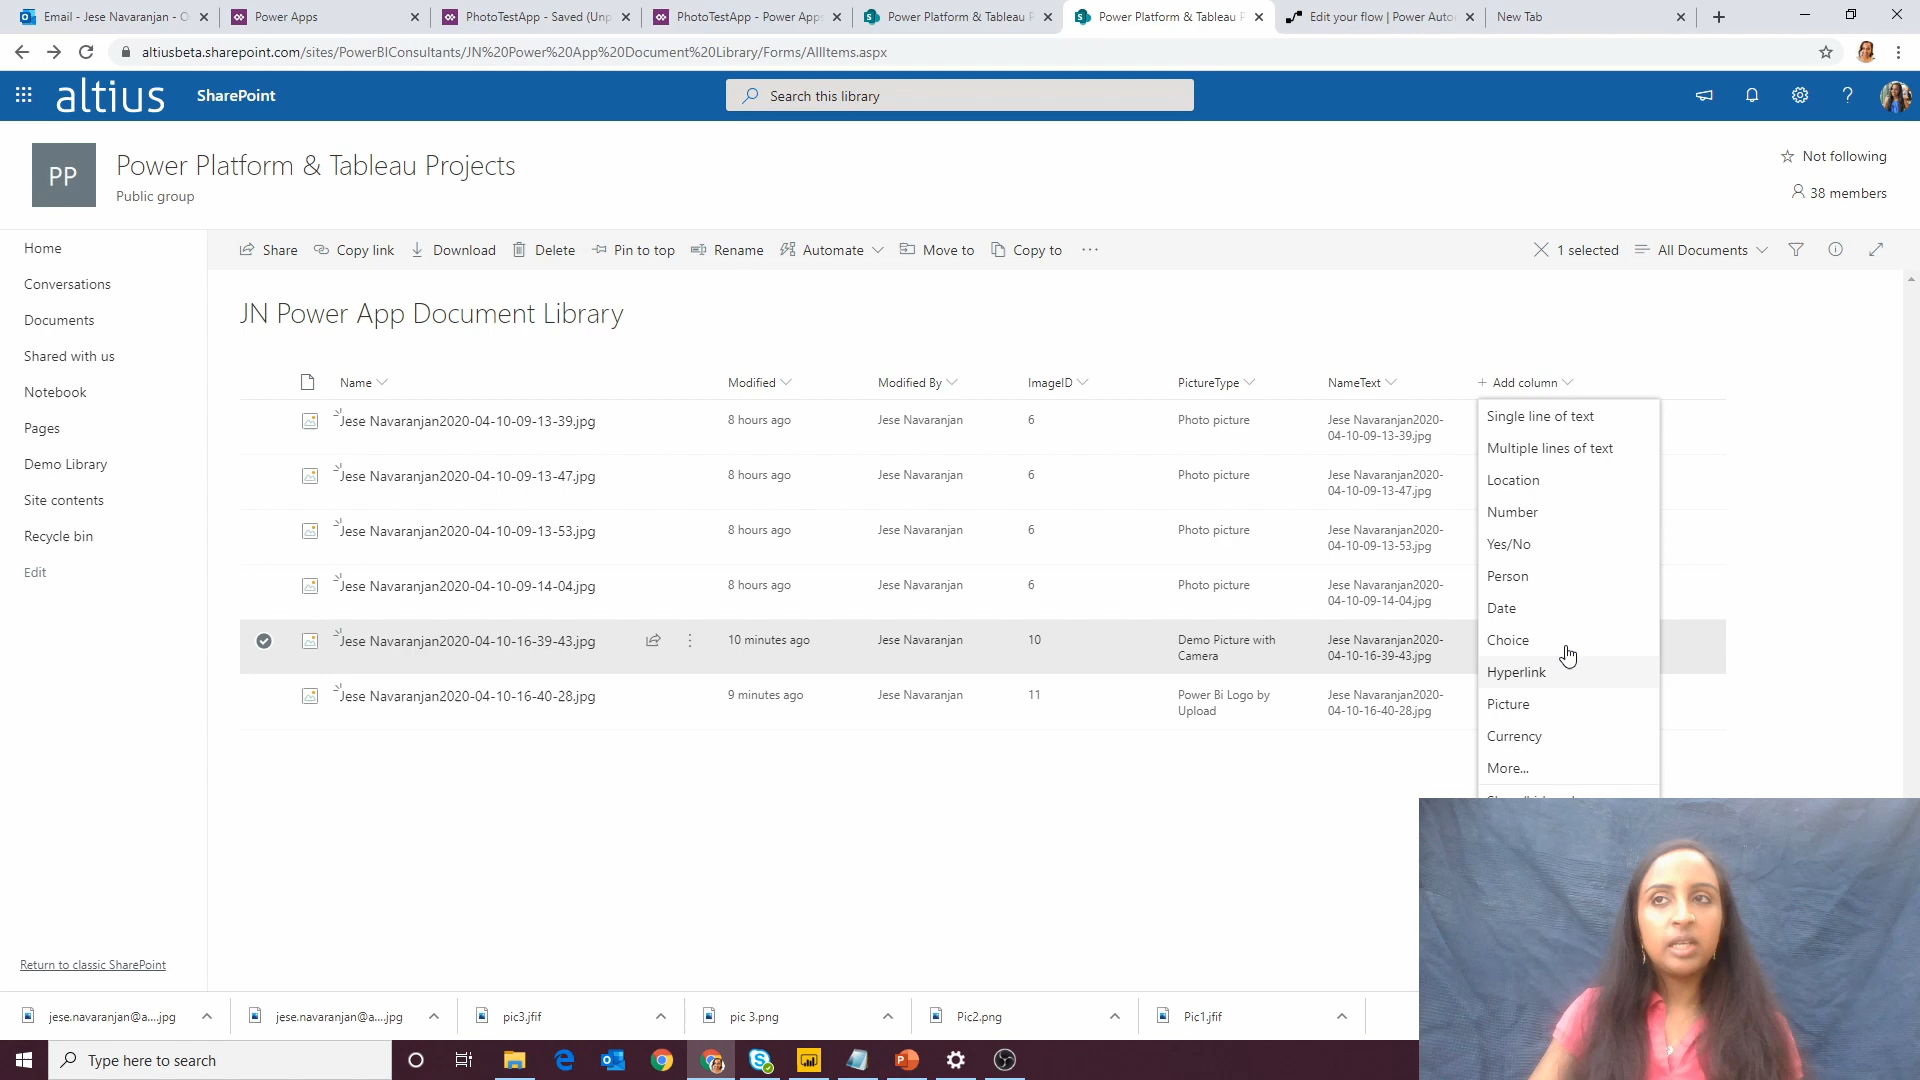 Email - Jese Navaranjan - O
Power Apps
PhotoTestApp - Saved (Unp
PhotoTestApp - Power Apps
Power Platform & Tableau P
Power Platform & Tableau P
Edit your flow | Power Auto
New Tab
altiusbeta.sharepoint.com/sites/PowerBIConsultants/JN%20Power%20App%20Document%20Library/Forms/AllItems.aspx
altius
SharePoint
Search this library
PP
Power Platform & Tableau Projects
Public group
Not following
38 members
Home
Conversations
Documents
Shared with us
Notebook
Pages
Demo Library
Site contents
Recycle bin
Edit
Return to classic SharePoint
Share
Copy link
Download
Delete
Pin to top
Rename
Automate
Move to
Copy to
1 selected
All Documents
JN Power App Document Library
Name
Modified
Modified By
ImageID
PictureType
NameText
+ Add column
Jese Navaranjan2020-04-10-09-13-39.jpg
8 hours ago
Jese Navaranjan
6
Photo picture
Jese Navaranjan2020-
04-10-09-13-39.jpg
Jese Navaranjan2020-04-10-09-13-47.jpg
8 hours ago
Jese Navaranjan
6
Photo picture
Jese Navaranjan2020-
04-10-09-13-47.jpg
Jese Navaranjan2020-04-10-09-13-53.jpg
8 hours ago
Jese Navaranjan
6
Photo picture
Jese Navaranjan2020-
04-10-09-13-53.jpg
Jese Navaranjan2020-04-10-09-14-04.jpg
8 hours ago
Jese Navaranjan
6
Photo picture
Jese Navaranjan2020-
04-10-09-14-04.jpg
Jese Navaranjan2020-04-10-16-39-43.jpg
10 minutes ago
Jese Navaranjan
10
Demo Picture with
Camera
Jese Navaranjan2020-
04-10-16-39-43.jpg
Jese Navaranjan2020-04-10-16-40-28.jpg
9 minutes ago
Jese Navaranjan
11
Power Bi Logo by
Upload
Jese Navaranjan2020-
04-10-16-40-28.jpg
Single line of text
Multiple lines of text
Location
Number
Yes/No
Person
Date
Choice
Hyperlink
Picture
Currency
More...
jese.navaranjan@a....jpg
jese.navaranjan@a....jpg
pic3.jfif
pic 3.png
Pic2.png
Pic1.jfif
Type here to search